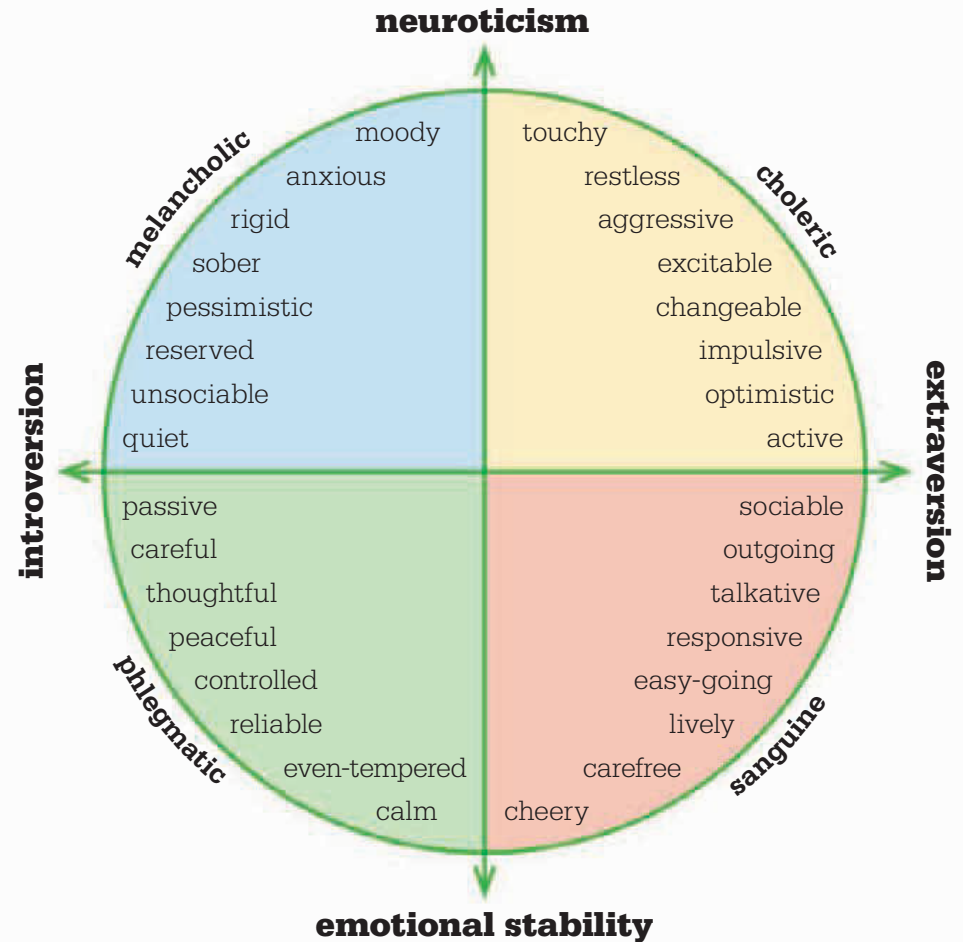 neuroticism
melancholic
moody
anxious
rigid
sober
pessimistic
reserved
unsociable
quiet
choleric
touchy
restless
aggressive
excitable
changeable
impulsive
optimistic
active
introversion
extraversion
passive
careful
thoughtful
peaceful
controlled
reliable
even-tempered
calm
phlegmatic
sociable
outgoing
talkative
responsive
easy-going
lively
carefree
cheery
sanguine
emotional stability